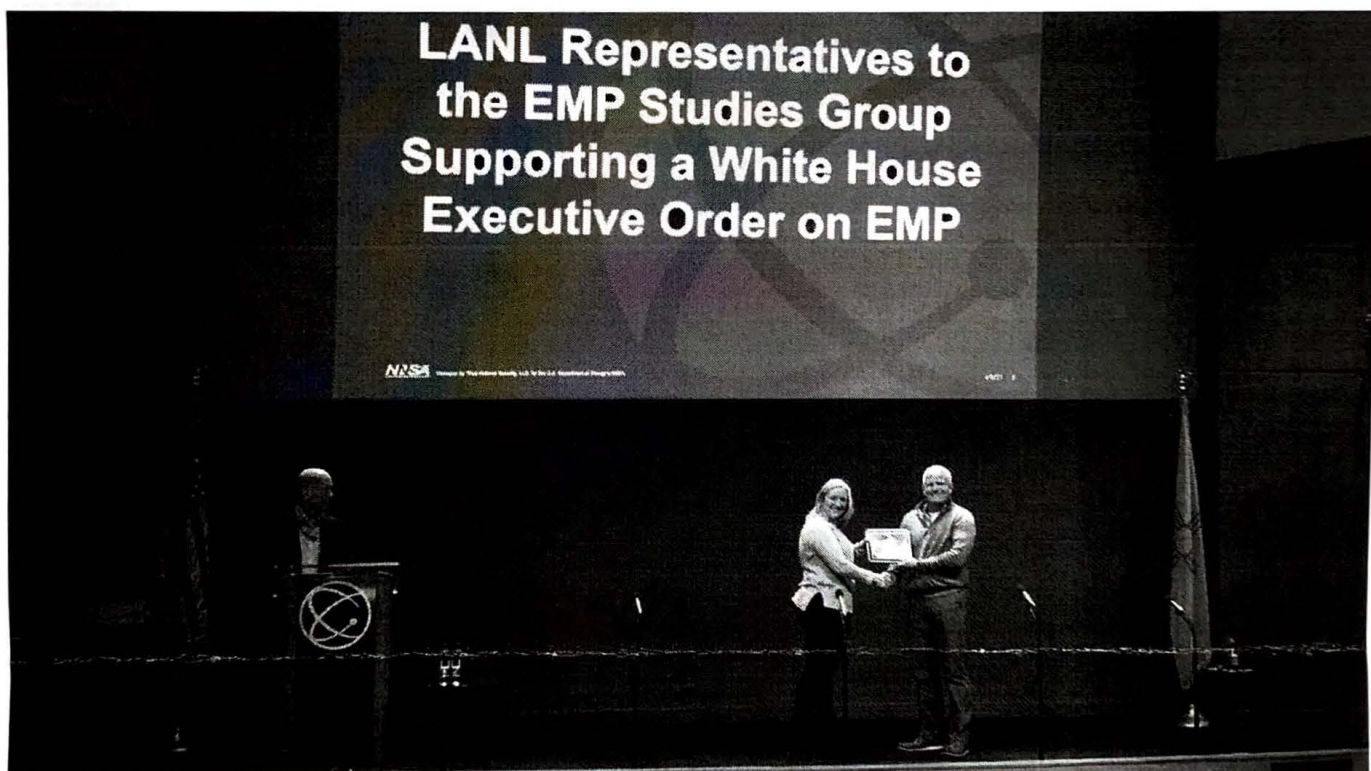 LANL Representatives to
the EMP Studies Group
Supporting a White House
Executive Order on EMP
NNSA